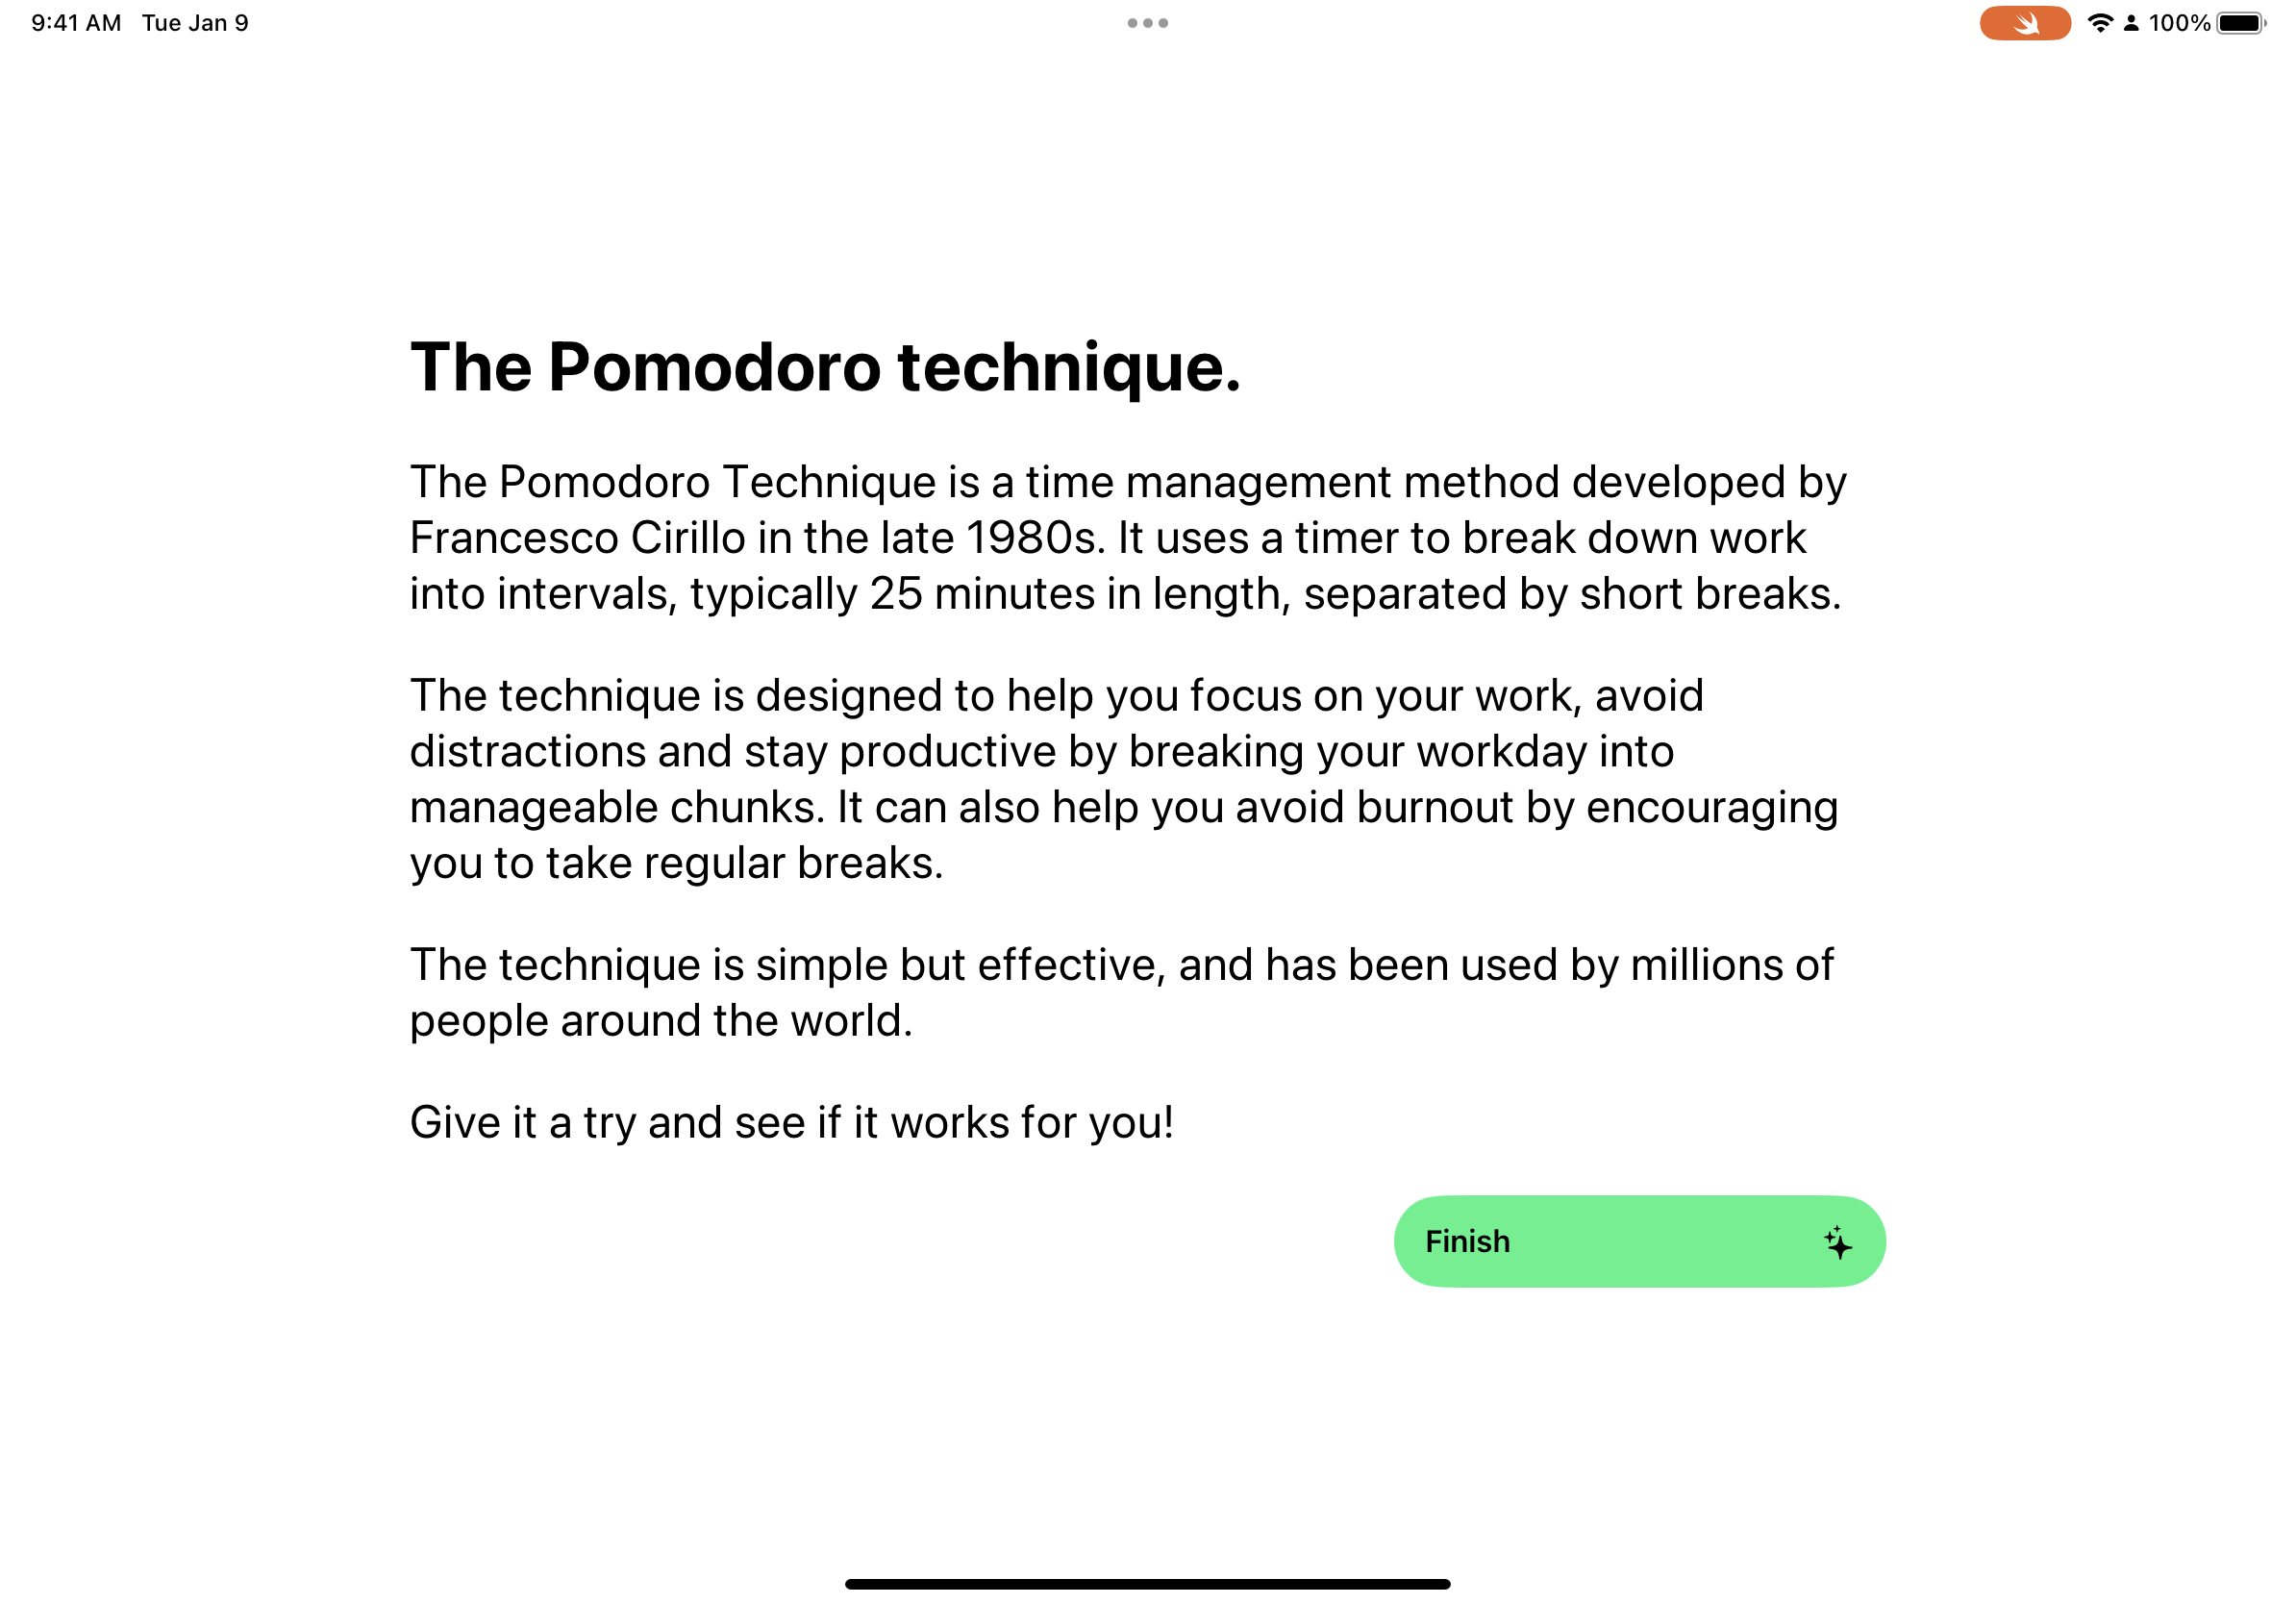 9:41 AM Tue Jan 9
100%
The Pomodoro technique.
The Pomodoro Technique is a time management method developed by
Francesco Cirillo in the late 1980s. It uses a timer to break down work
into intervals, typically 25 minutes in length, separated by short breaks.
The technique is designed to help you focus on your work, avoid
distractions and stay productive by breaking your workday into
manageable chunks. It can also help you avoid burnout by encouraging
you to take regular breaks.
The technique is simple but effective, and has been used by millions of
people around the world.
Give it a try and see if it works for you!
Finish